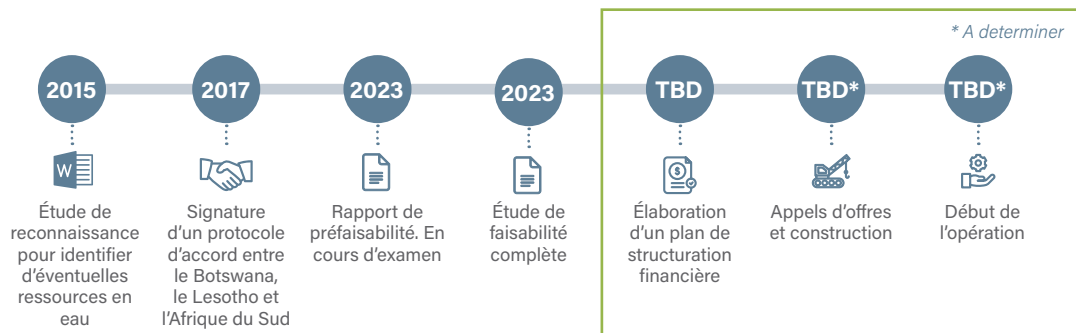 * A determiner
2015
2017
2023
2023
TBD
TBD*
TBD*
W
Étude de
reconnaissance
pour identifier
d'éventuelles
ressources en
eau
Signature
d'un protocole
d'accord entre
le Botswana,
le Lesotho et
l'Afrique du Sud
Rapport de
préfaisabilité. En
cours d'examen
Étude de
faisabilité
complète
Élaboration
d'un plan de
structuration
financière
Appels d'offres
et construction
Début de
l'opération